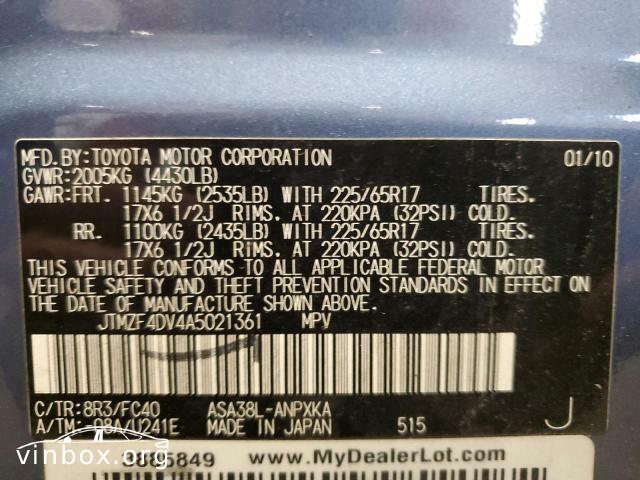 MFD.BY:TOYOTA MOTOR CORPORATION 01/10
GVWR:2005KG (4430LB)
GAWR:FRT. 1145KG (2535LB) WITH 225/65R17 TIRES.
17X6 1/2J RIMS. AT 220KPA (32PSI) COLD.
RR. 1100KG (2435LB) WITH 225/65R17 TIRES.
17X6 1/2J RIMS. AT 220KPA (32PSI) COLD.
THIS VEHICLE CONFORMS TO ALL APPLICABLE FEDERAL MOTOR
VEHICLE SAFETY AND THEFT PREVENTION STANDARDS IN EFFECT ON
THE DATE OF MANUFACTURE SHOWN ABOVE.
JTMZF4DV4A5021361 MPV
C/TR:8R3/FC40 ASA38L-ANPXKA
A/TM: 08A/U241E MADE IN JAPAN 515 J
9885849 www.MyDealerLot.com
vinbox.org